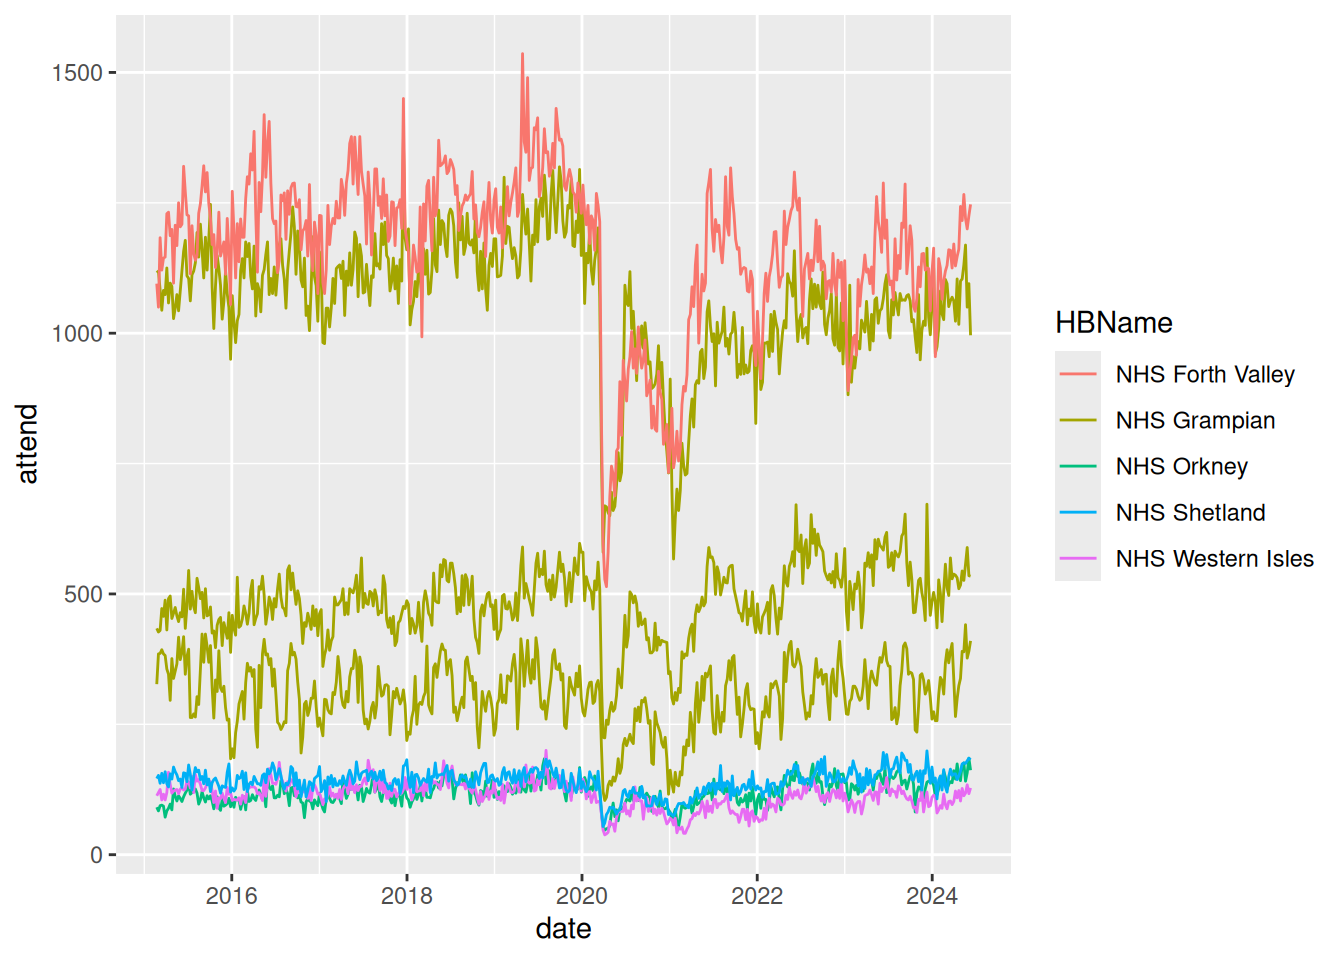 1500
1000
500
0
attend
2016
2018
2020
2022
2024
date
HBName
NHS Forth Valley
NHS Grampian
NHS Orkney
NHS Shetland
NHS Western Isles